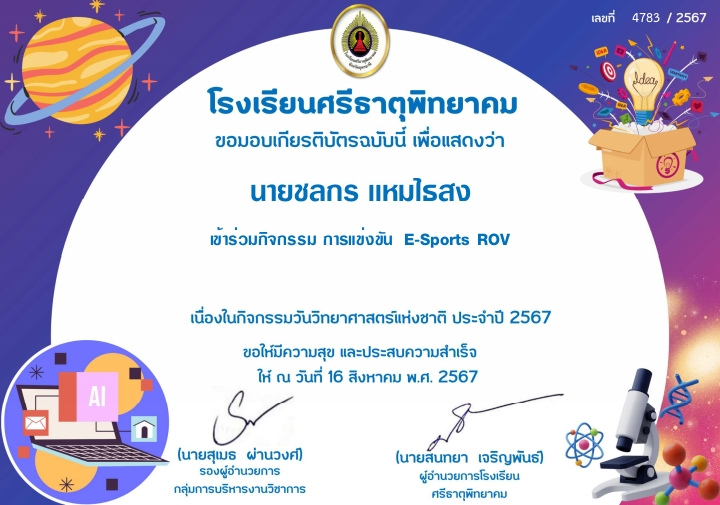 เลขที่ 4783 / 2567
Idea
โรงเรียนศรีธาตุพิทยาคม
ขอมอบเกียรติบัตรฉบับนี้ เพื่อแสดงว่า
นายชลกร แหมไธสง
เข้าร่วมกิจกรรม การแข่งขัน E-Sports ROV
เนื่องในกิจกรรมวันวิทยาศาสตร์แห่งชาติ ประจำปี 2567
ขอให้มีความสุข และประสบความสำเร็จ
ให้ ณ วันที่ 16 สิงหาคม พ.ศ. 2567
AI
(นายสุเมธ ผ่านวงศ์) (นายสนทยา เจริญพันธ์)
รองผู้อำนวยการ ผู้อำนวยการโรงเรียน
กลุ่มการบริหารงานวิชาการ ศรีธาตุพิทยาคม